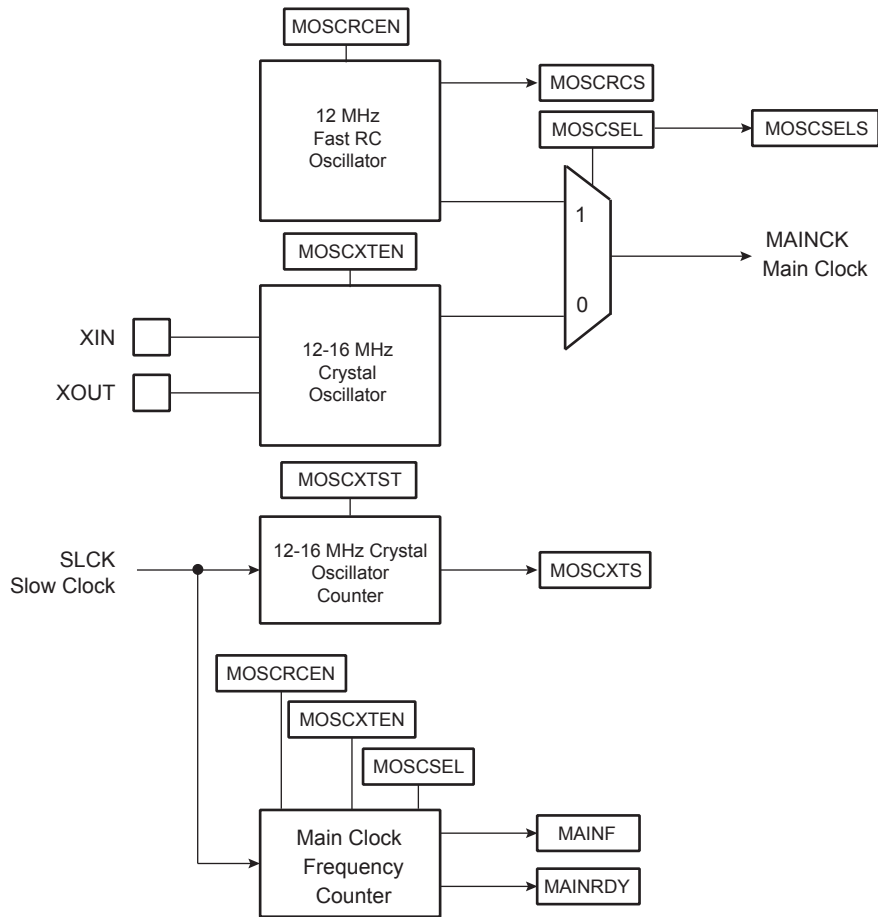 MOSCRCEN
12 MHz
Fast RC
Oscillator
MOSCRCS
MOSCSEL
MOSCSELS
1
0
MAINCK
Main Clock
MOSCXTEN
XIN
XOUT
12-16 MHz
Crystal
Oscillator
MOSCXTST
SLCK
Slow Clock
12-16 MHz Crystal
Oscillator
Counter
MOSCXTS
MOSCRCEN
MOSCXTEN
MOSCSEL
Main Clock
Frequency
Counter
MAINF
MAINRDY